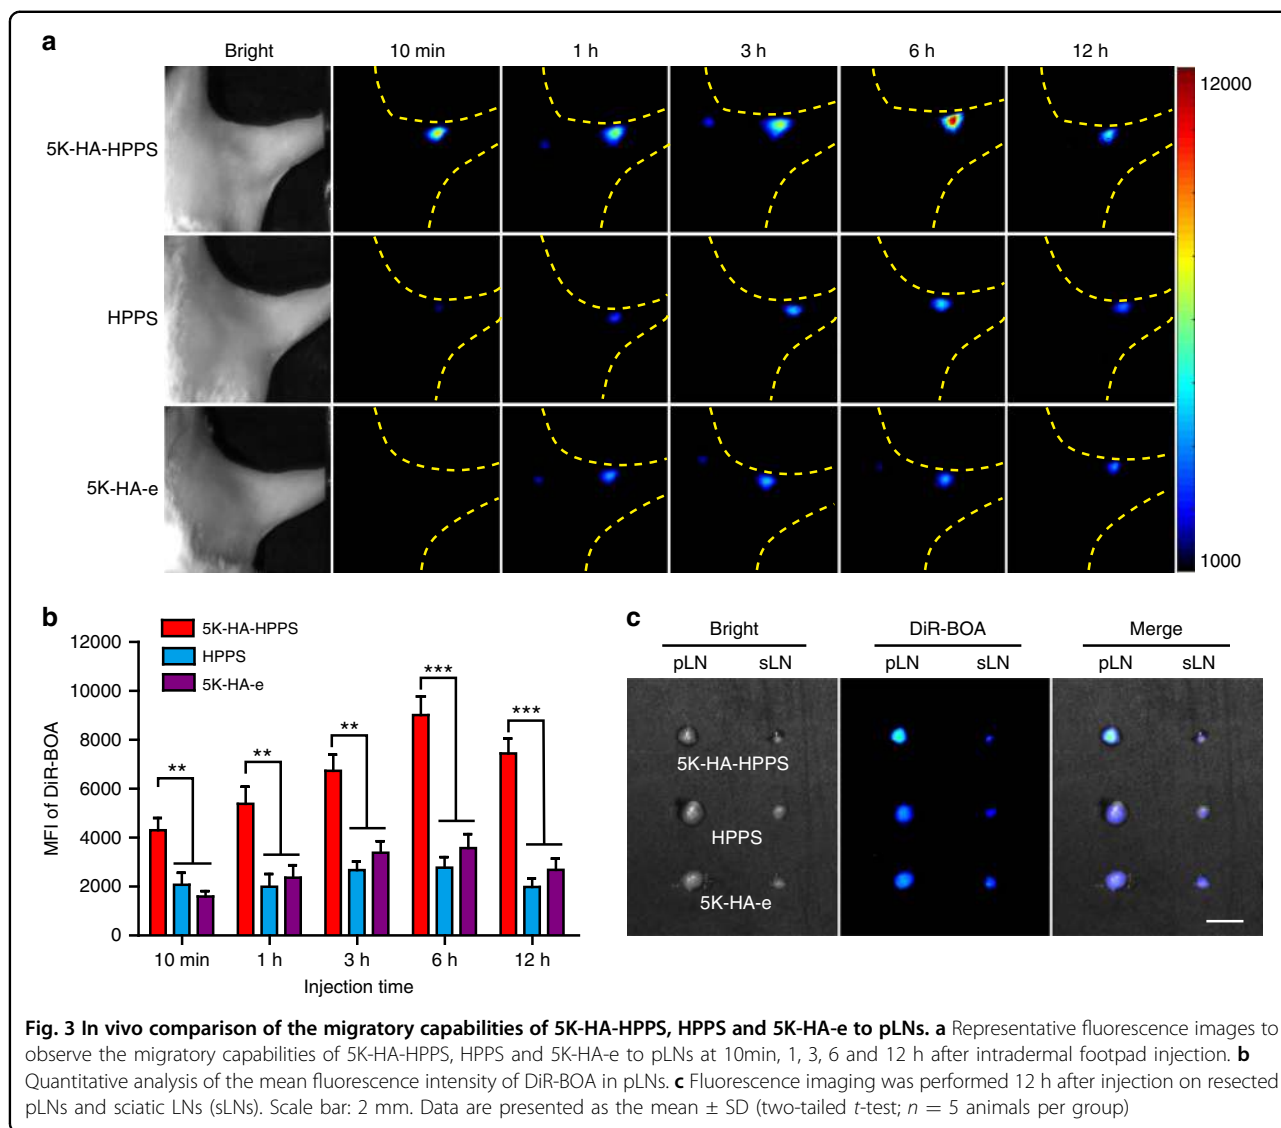 a
Bright 10 min 1 h 3 h 6 h 12 h
12000
5K-HA-HPPS
HPPS
5K-HA-e
1000
b
12000
10000
8000
6000
4000
2000
0
MFI of DiR-BOA
5K-HA-HPPS
HPPS
5K-HA-e
** ** ** *** ***
10 min 1 h 3 h 6 h 12 h
Injection time
c
Bright DiR-BOA Merge
pLN sLN pLN sLN pLN sLN
5K-HA-HPPS
HPPS
5K-HA-e
Fig. 3 In vivo comparison of the migratory capabilities of 5K-HA-HPPS, HPPS and 5K-HA-e to pLNs. a Representative fluorescence images to
observe the migratory capabilities of 5K-HA-HPPS, HPPS and 5K-HA-e to pLNs at 10min, 1, 3, 6 and 12 h after intradermal footpad injection. b
Quantitative analysis of the mean fluorescence intensity of DiR-BOA in pLNs. c Fluorescence imaging was performed 12 h after injection on resected
pLNs and sciatic LNs (sLNs). Scale bar: 2 mm. Data are presented as the mean ± SD (two-tailed t-test; n = 5 animals per group)